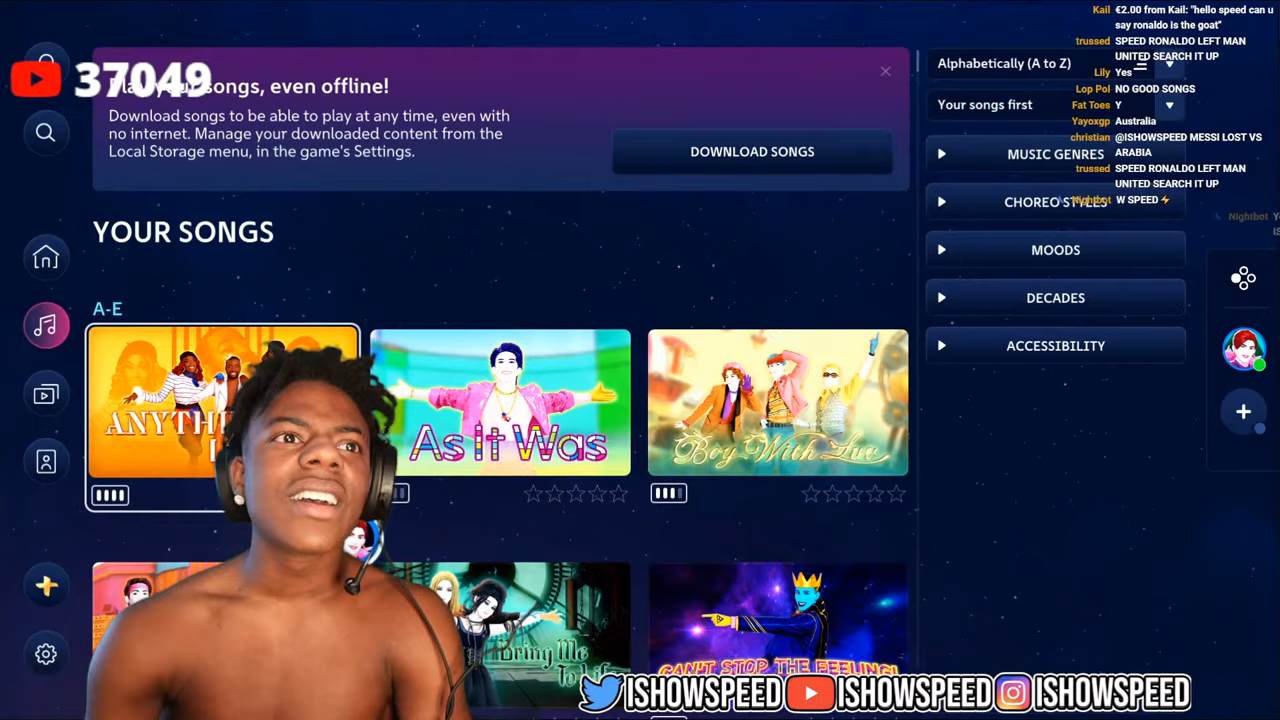 37049
Play your songs, even offline!
Download songs to be able to play at any time, even with
no internet. Manage your downloaded content from the
Local Storage menu, in the game's Settings.
DOWNLOAD SONGS
YOUR SONGS
A-E
As It Was
Boy With Luv
Bring Me
CAN'T STOP THE FEELING!
Alphabetically (A to Z)
Your songs first
MUSIC GENRES
CHOREO STYLES
MOODS
DECADES
ACCESSIBILITY
Kail €2.00 from Kail: "hello speed can u
say ronaldo is the goat"
trussed SPEED RONALDO LEFT MAN
UNITED SEARCH IT UP
Lily Yes
Lop Pol NO GOOD SONGS
Fat Toes Y
Yayoxgp Australia
christian @ISHOWSPEED MESSI LOST VS
ARABIA
trussed SPEED RONALDO LEFT MAN
UNITED SEARCH IT UP
Nightbot W SPEED⚡
Nightbot
ISHOWSPEED ISHOWSPEED ISHOWSPEED